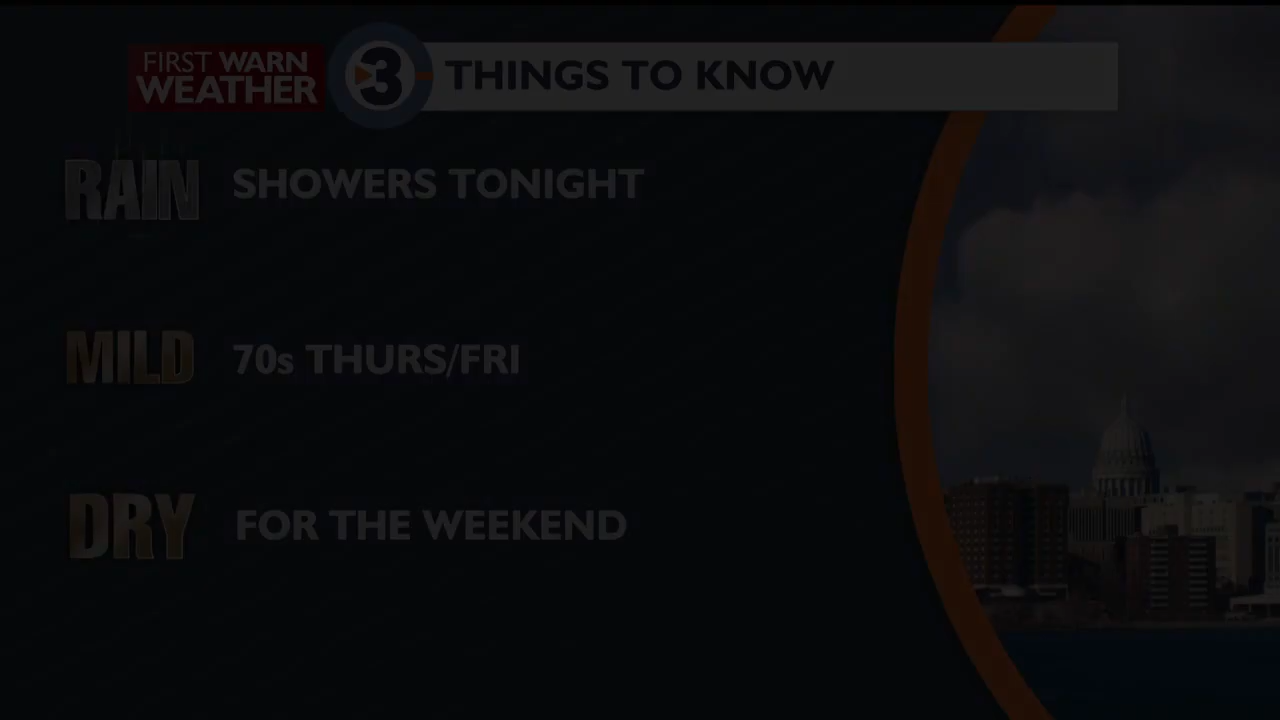 FIRST WARN
WEATHER
3
THINGS TO KNOW
RAIN
SHOWERS TONIGHT
MILD
70s THURS/FRI
DRY
FOR THE WEEKEND